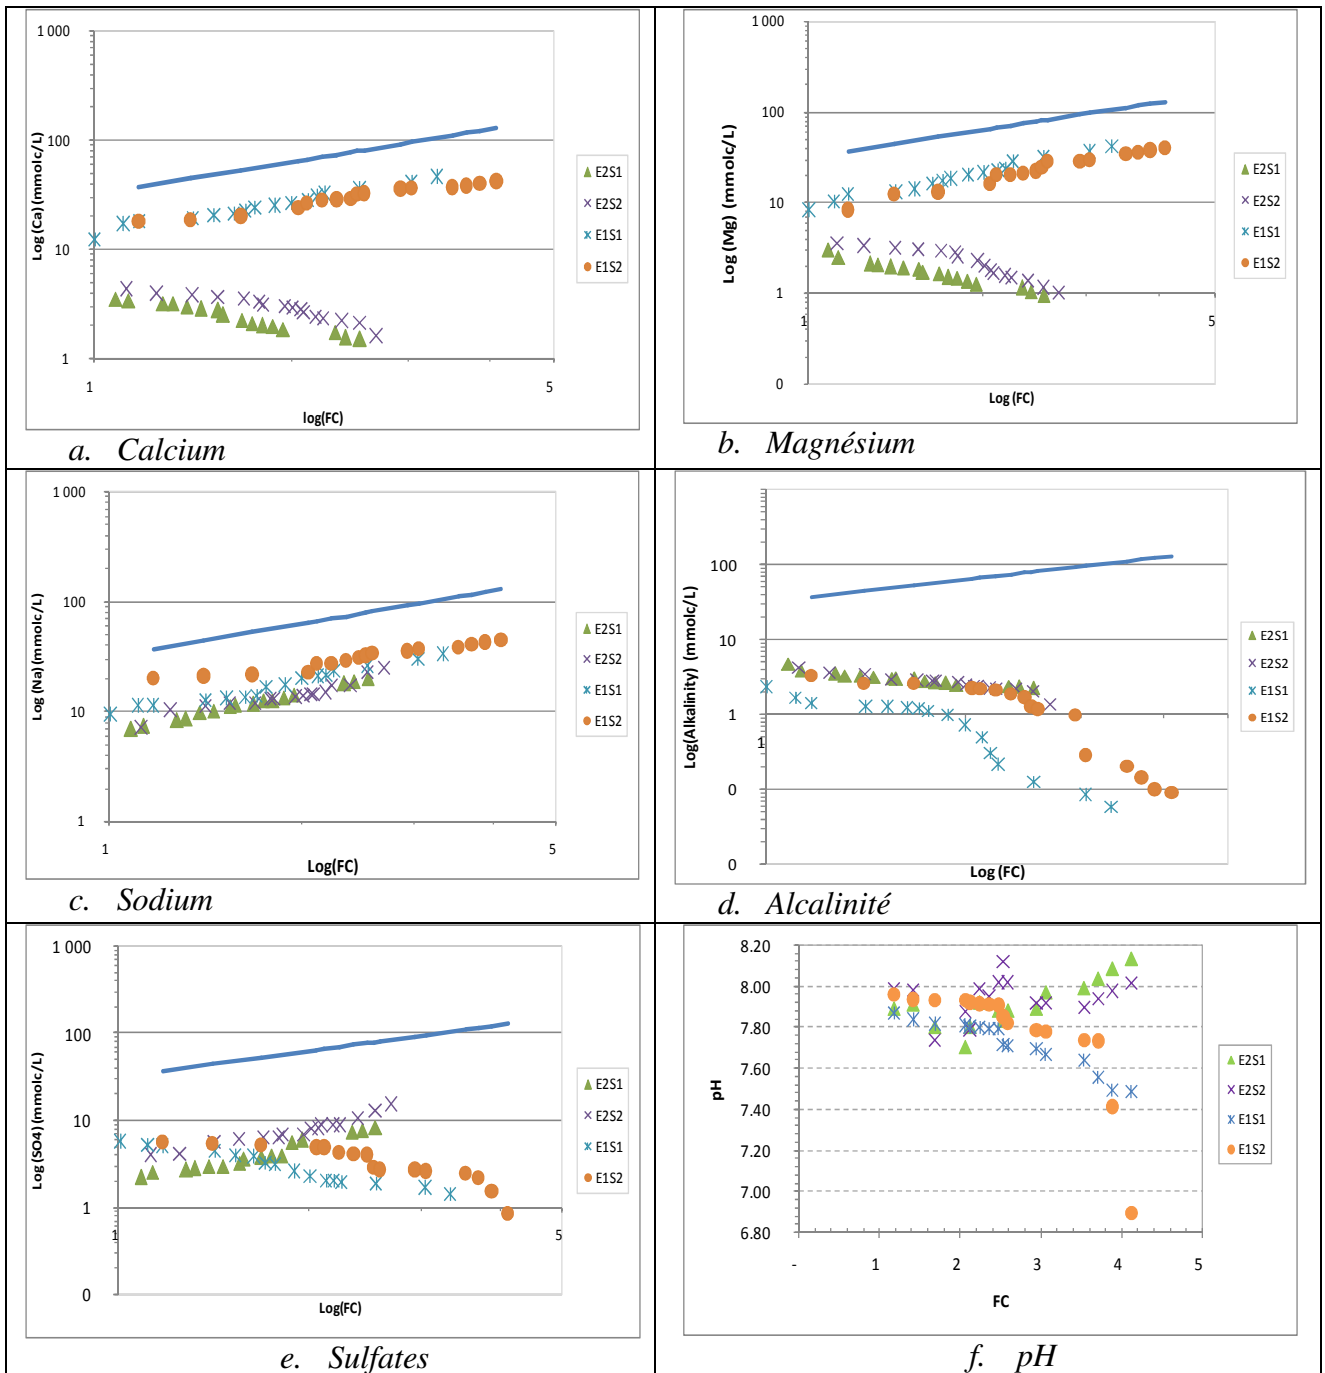 1 000
100
10
1
1
5
Log (Ca) (mmolc/L)
log(FC)
E2S1
E2S2
E1S1
E1S2
a. Calcium
1 000
100
10
1
0
1
5
Log (Mg) (mmolc/L)
Log (FC)
E2S1
E2S2
E1S1
E1S2
b. Magnésium
1 000
100
10
1
1
5
Log (Na) (mmolc/L)
Log(FC)
E2S1
E2S2
E1S1
E1S2
c. Sodium
100
10
1
0
0
1
5
Log(Alkalinity) (mmolc/L)
Log (FC)
E2S1
E2S2
E1S1
E1S2
d. Alcalinité
1 000
100
10
1
0
1
5
Log (SO4) (mmolc/L)
Log(FC)
E2S1
E2S2
E1S1
E1S2
e. Sulfates
8.20
8.00
7.80
7.60
7.40
7.20
7.00
6.80
-
1
2
3
4
5
pH
FC
E2S1
E2S2
E1S1
E1S2
f. pH